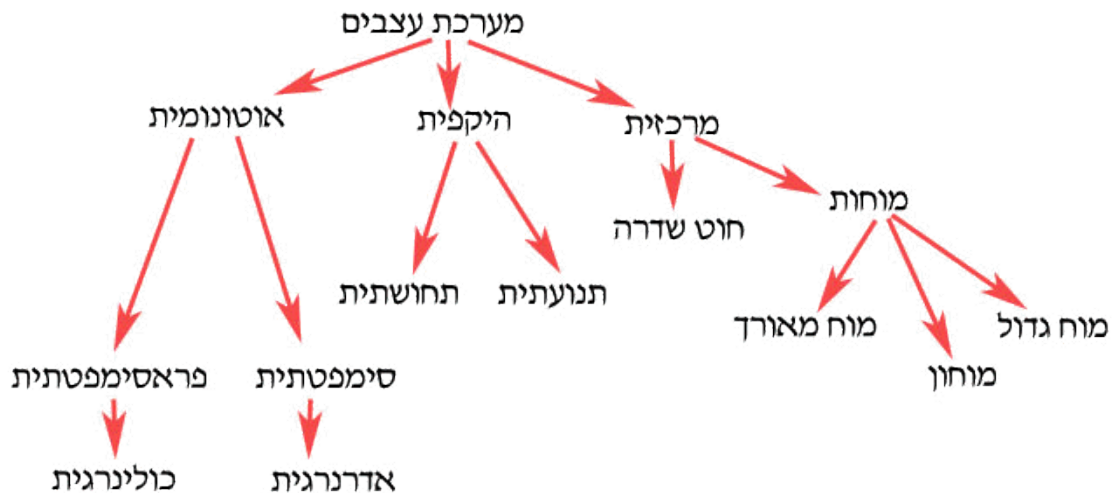 מערכת עצבים
מרכזית
היקפית
אוטונומית
מוחות
חוט שדרה
תנועתית
תחושתית
מוח גדול
מוח מאורך
מוחון
סימפטתית
פראסימפטתית
אדרנרגית
כולינרגית